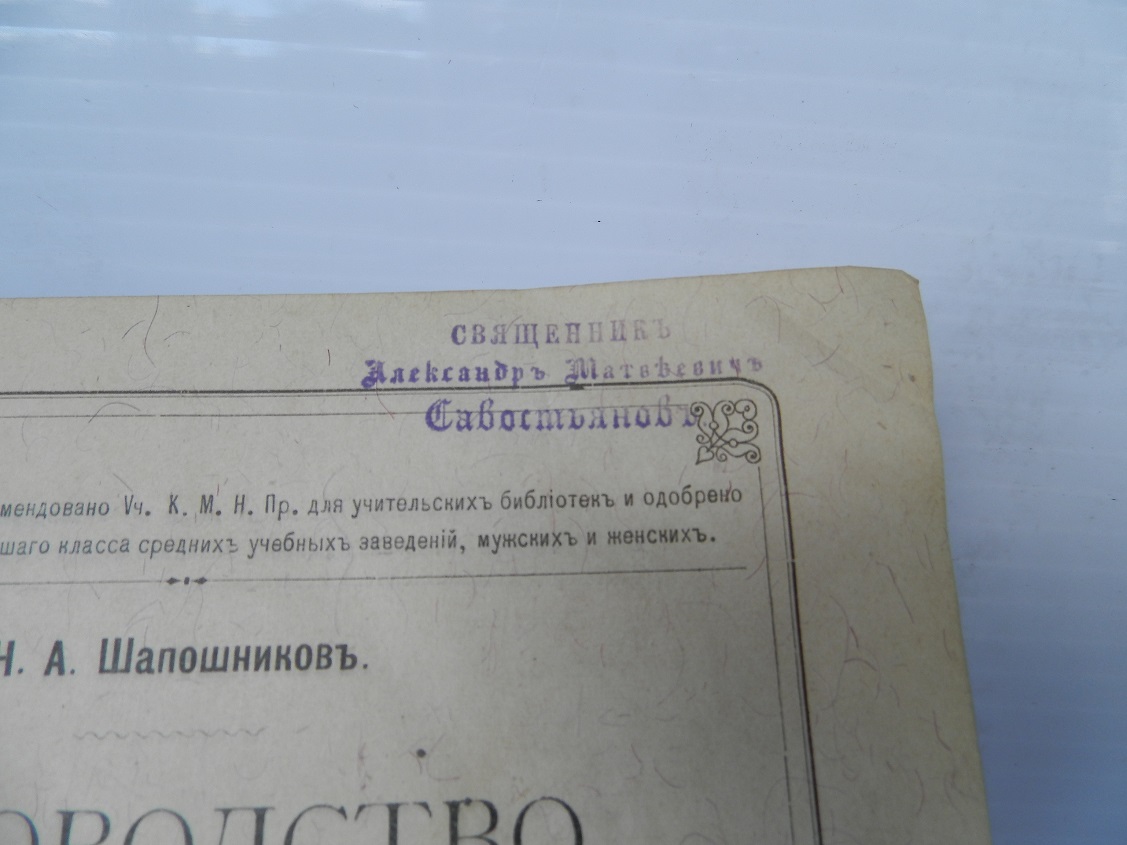 СВЯЩЕННИКЪ
Александръ Матвѣевичъ
Савостьяновъ
мендовано Уч. К. М. Н. Пр. для учительскихъ библіотекъ и одобрено
шаго класса среднихъ учебныхъ заведеній, мужскихъ и женскихъ.
Н. А. Шапошниковъ.
ОВОДСТВО